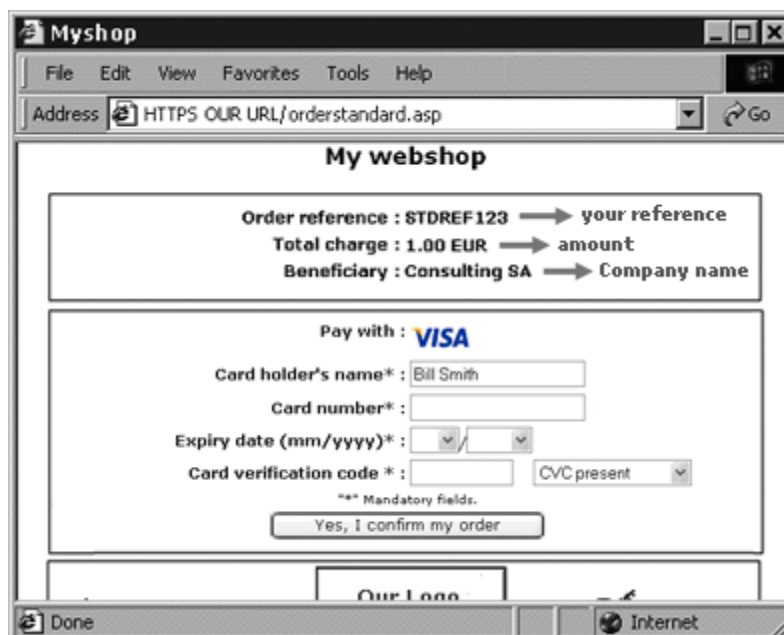 Myshop
File Edit View Favorites Tools Help
Address HTTPS OUR URL/orderstandard.asp Go
My webshop
Order reference : STDREF123 your reference
Total charge : 1.00 EUR amount
Beneficiary : Consulting SA Company name
Pay with : VISA
Card holder's name* : Bill Smith
Card number* :
Expiry date (mm/yyyy)* : /
Card verification code * : CVC present
"*" Mandatory fields.
Yes, I confirm my order
Our Logo
Done Internet